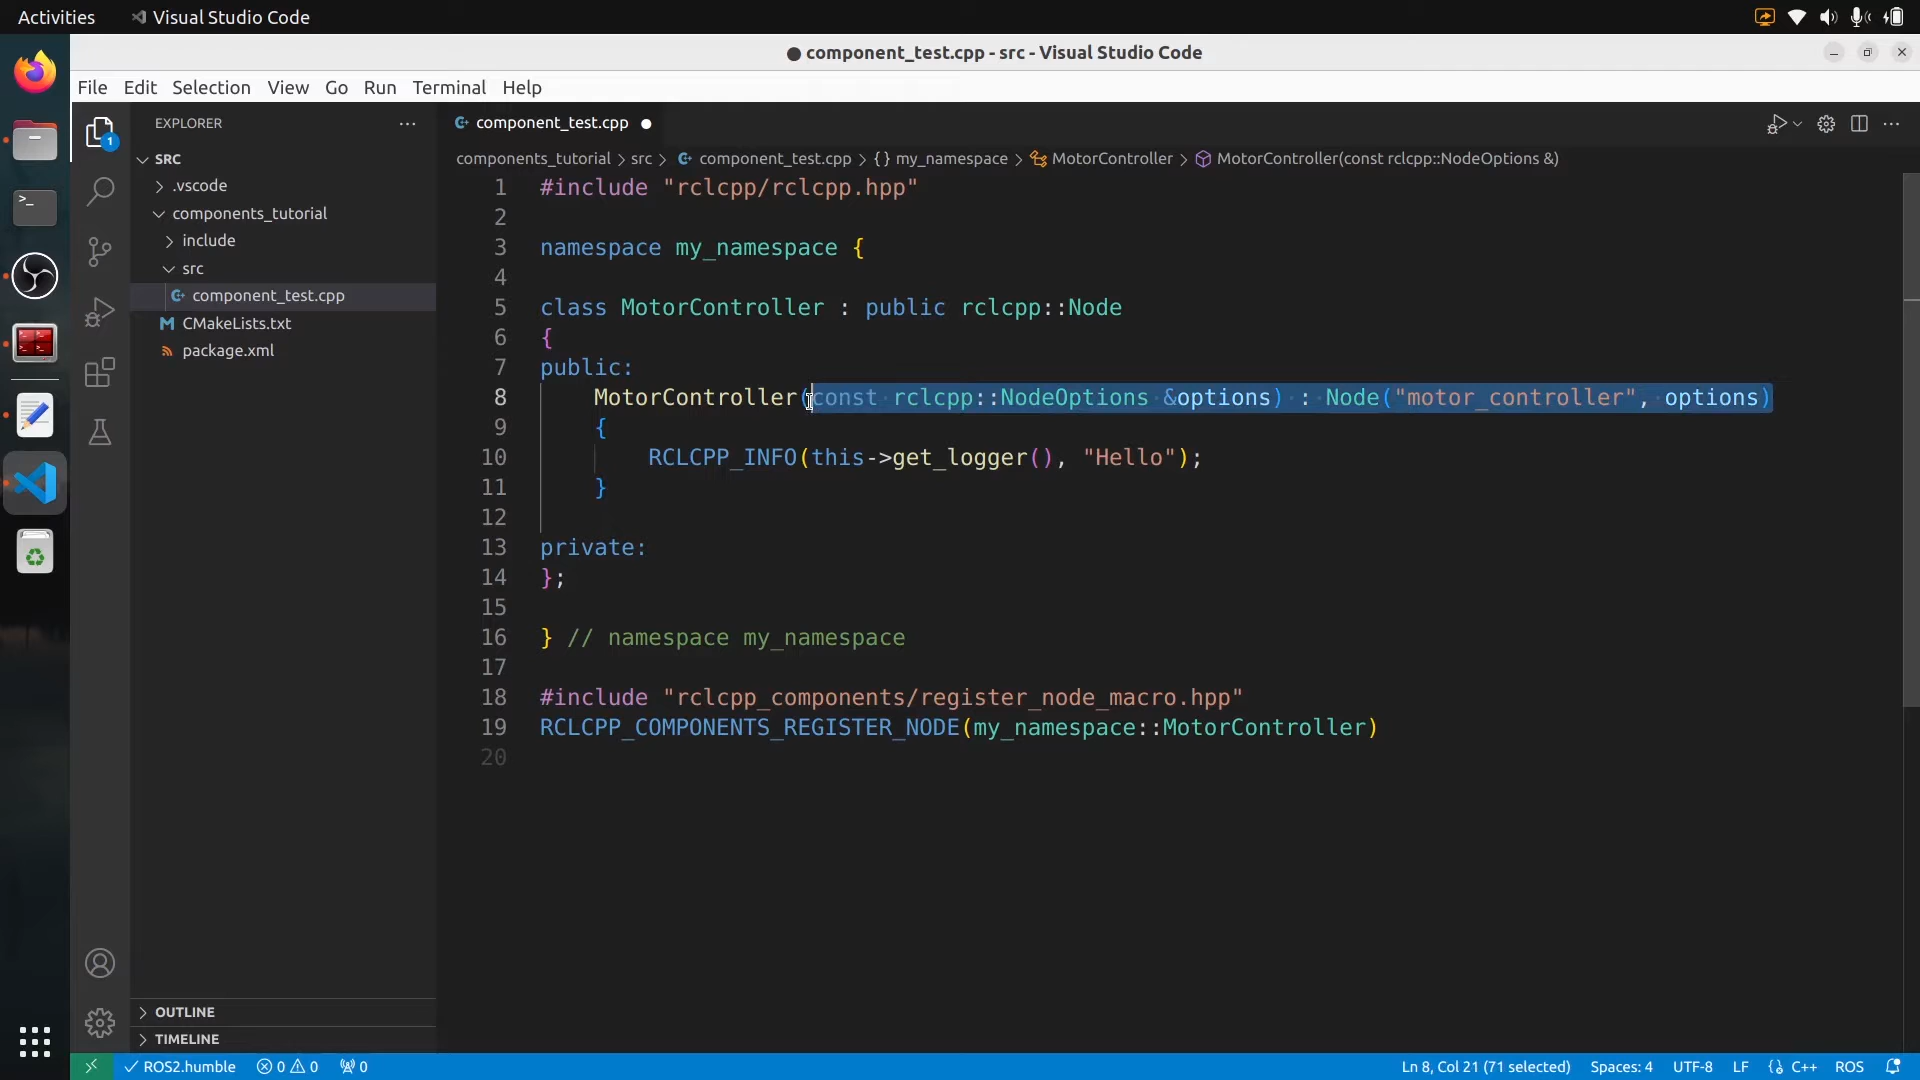 Activities
Visual Studio Code
component_test.cpp - src - Visual Studio Code
File Edit Selection View Go Run Terminal Help
EXPLORER
SRC
.vscode
components_tutorial
include
src
component_test.cpp
CMakeLists.txt
package.xml
OUTLINE
TIMELINE
1
>_
component_test.cpp
components_tutorial > src > component_test.cpp > {} my_namespace > MotorController > MotorController(const rclcpp::NodeOptions &)
1 #include "rclcpp/rclcpp.hpp"
2
3 namespace my_namespace {
4
5 class MotorController : public rclcpp::Node
6 {
7 public:
8 MotorController(const rclcpp::NodeOptions &options) : Node("motor_controller", options)
9 {
10 RCLCPP_INFO(this->get_logger(), "Hello");
11 }
12
13 private:
14 };
15
16 } // namespace my_namespace
17
18 #include "rclcpp_components/register_node_macro.hpp"
19 RCLCPP_COMPONENTS_REGISTER_NODE(my_namespace::MotorController)
20
ROS2.humble 0 0 0 Ln 8, Col 21 (71 selected) Spaces: 4 UTF-8 LF C++ ROS